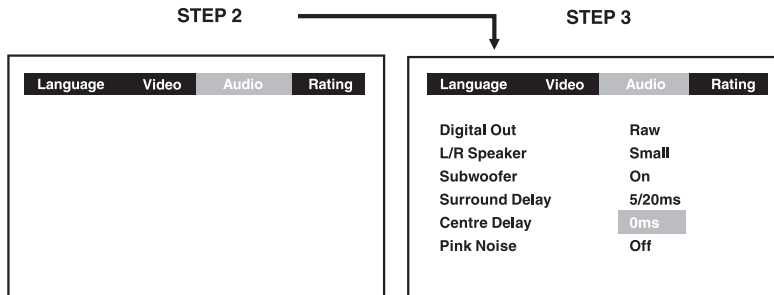 STEP 2
STEP 3
Language Video Audio Rating
Language Video Audio Rating
Digital Out Raw
L/R Speaker Small
Subwoofer On
Surround Delay 5/20ms
Centre Delay 0ms
Pink Noise Off